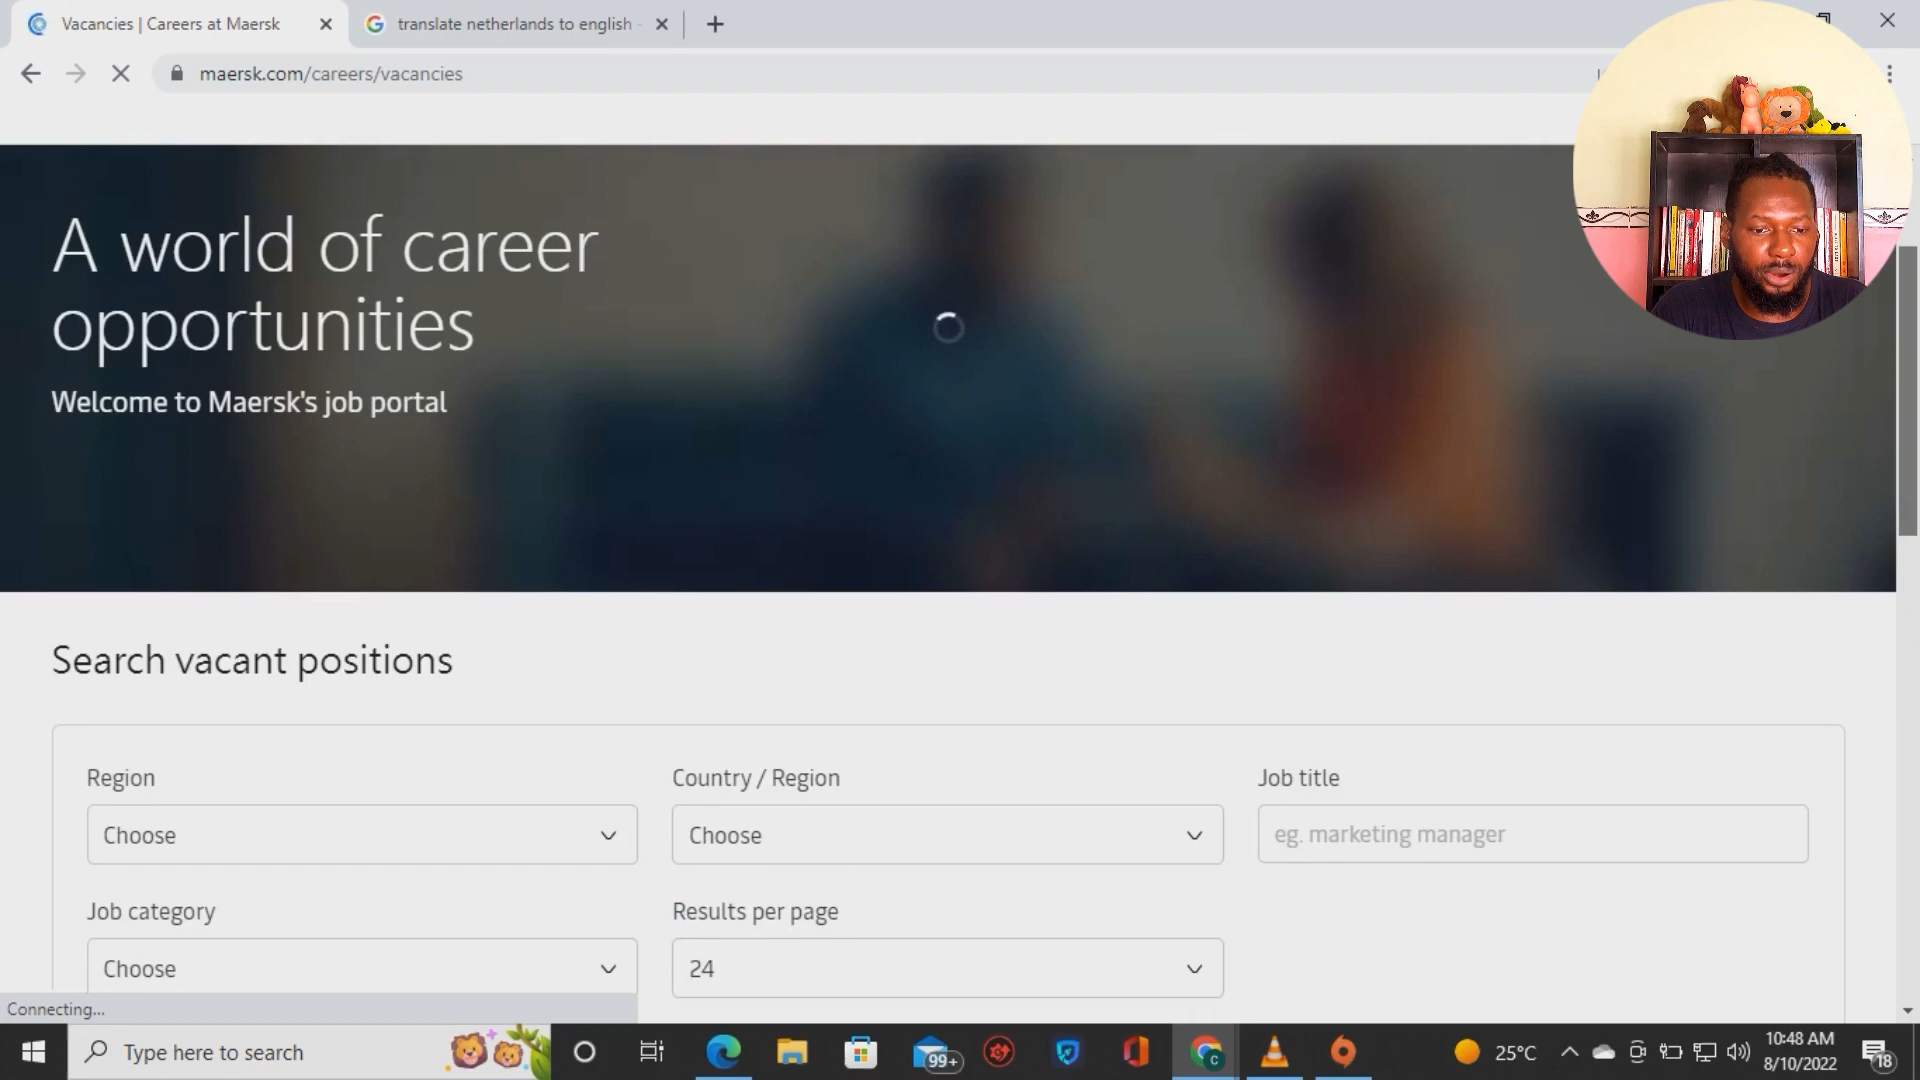 Vacancies | Careers at Maersk
translate netherlands to english
maersk.com/careers/vacancies
A world of career
opportunities
Welcome to Maersk's job portal
Search vacant positions
Region
Country / Region
Job title
Choose
Choose
eg. marketing manager
Job category
Results per page
Choose
24
Connecting...
Type here to search
99+
C
25°C
10:48 AM
8/10/2022
18